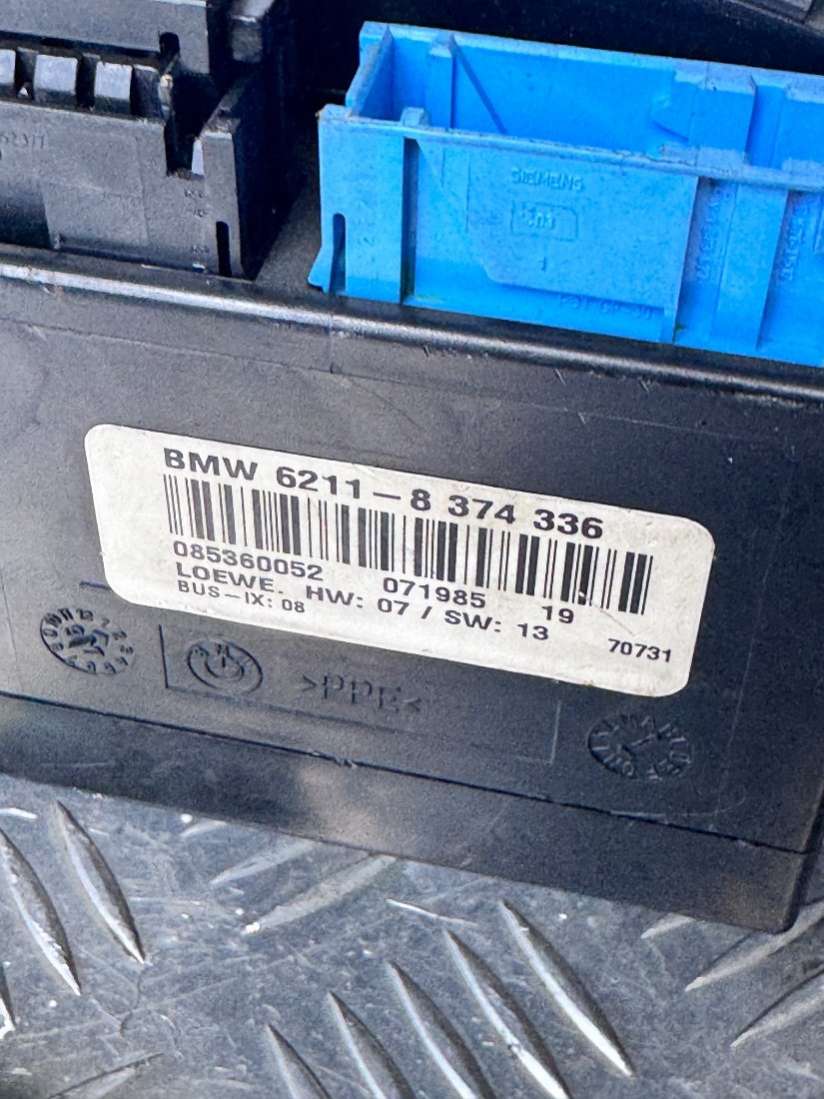 SIEMENS
BMW 6211-8 374 336
085360052 071985 19
LOEWE. HW: 07 / SW: 13
BUS-IX: 08
70731
>PPE<